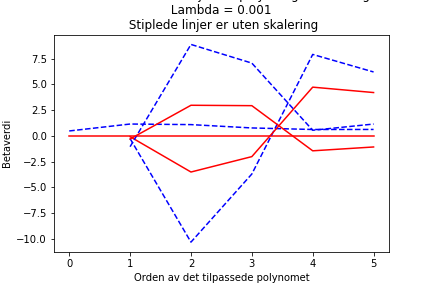 Lambda = 0.001
Stiplede linjer er uten skalering
7.5
5.0
2.5
0.0
−2.5
−5.0
−7.5
−10.0
Betaverdi
0 1 2 3 4 5
Orden av det tilpassede polynomet